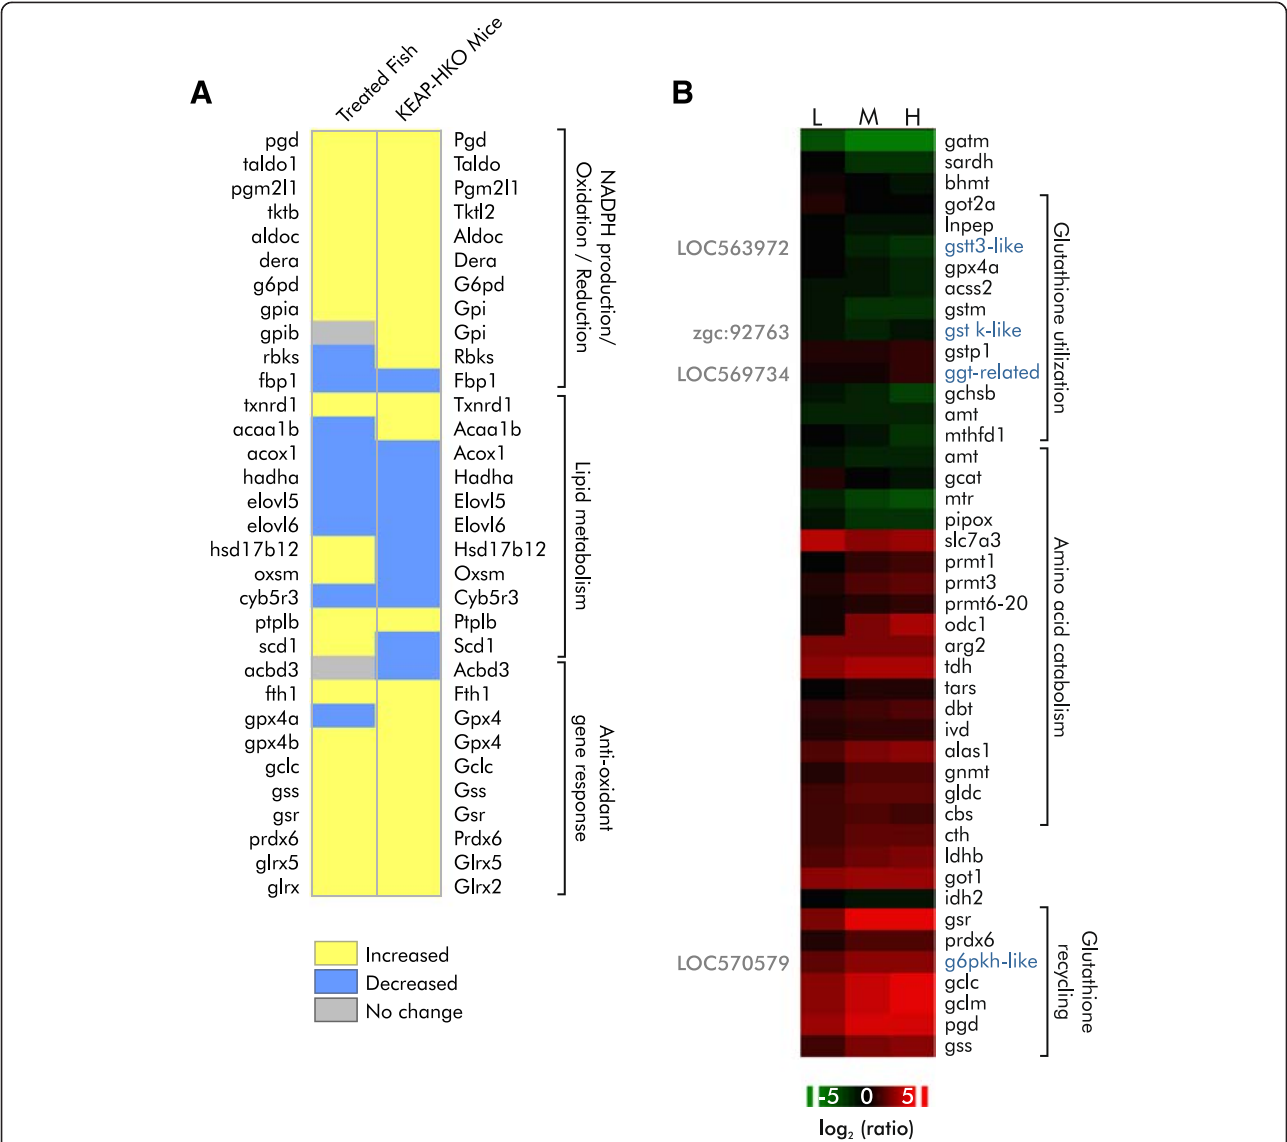 A
Treated Fish
KEAP-HKO Mice
pgd Pgd
taldo1 Taldo
pgm2l1 Pgm2l1
tktb Tktl2
aldoc Aldoc
dera Dera
g6pd G6pd
gpia Gpi
gpib Gpi
rbks Rbks
fbp1 Fbp1
txnrd1 Txnrd1
acaa1b Acaa1b
acox1 Acox1
hadha Hadha
elovl5 Elovl5
elovl6 Elovl6
hsd17b12 Hsd17b12
oxsm Oxsm
cyb5r3 Cyb5r3
ptplb Ptplb
scd1 Scd1
acbd3 Acbd3
fth1 Fth1
gpx4a Gpx4
gpx4b Gpx4
gclc Gclc
gss Gss
gsr Gsr
prdx6 Prdx6
glrx5 Glrx5
glrx Glrx2
NADPH production/
Oxidation / Reduction
Lipid metabolism
Anti-oxidant
gene response
Increased
Decreased
No change
B
L M H
gatm
sardh
bhmt
got2a
lnpep
LOC563972 gstt3-like
gpx4a
acss2
gstm
zgc:92763 gst k-like
gstp1
LOC569734 ggt-related
gchsb
amt
mthfd1
amt
gcat
mtr
pipox
slc7a3
prmt1
prmt3
prmt6-20
odc1
arg2
tdh
tars
dbt
ivd
alas1
gnmt
gldc
cbs
cth
ldhb
got1
idh2
gsr
prdx6
LOC570579 g6pkh-like
gclc
gclm
pgd
gss
Glutathione utilization
Amino acid catabolism
Glutathione
recycling
-5 0 5
log2 (ratio)